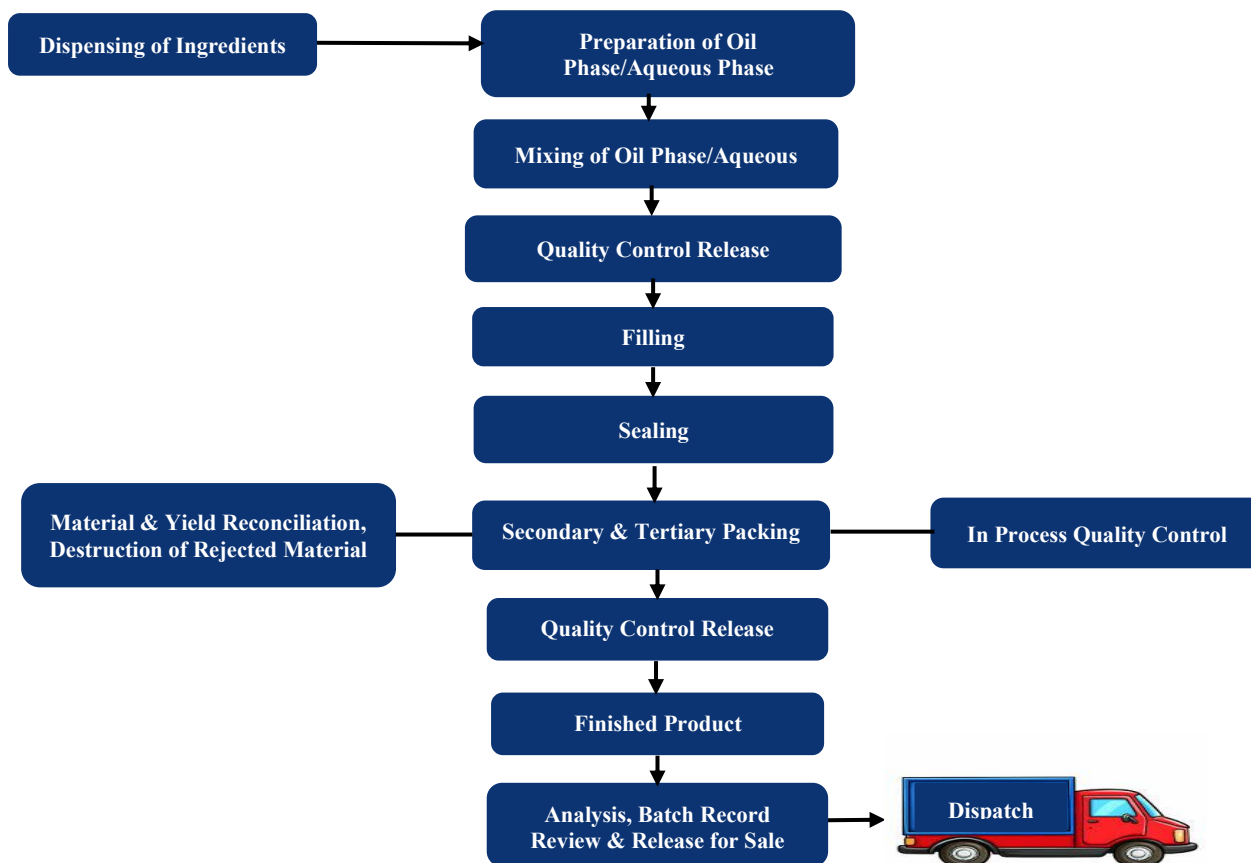 Dispensing of Ingredients
Preparation of Oil
Phase/Aqueous Phase
Mixing of Oil Phase/Aqueous
Quality Control Release
Filling
Sealing
Material & Yield Reconciliation,
Destruction of Rejected Material
Secondary & Tertiary Packing
In Process Quality Control
Quality Control Release
Finished Product
Analysis, Batch Record
Review & Release for Sale
Dispatch